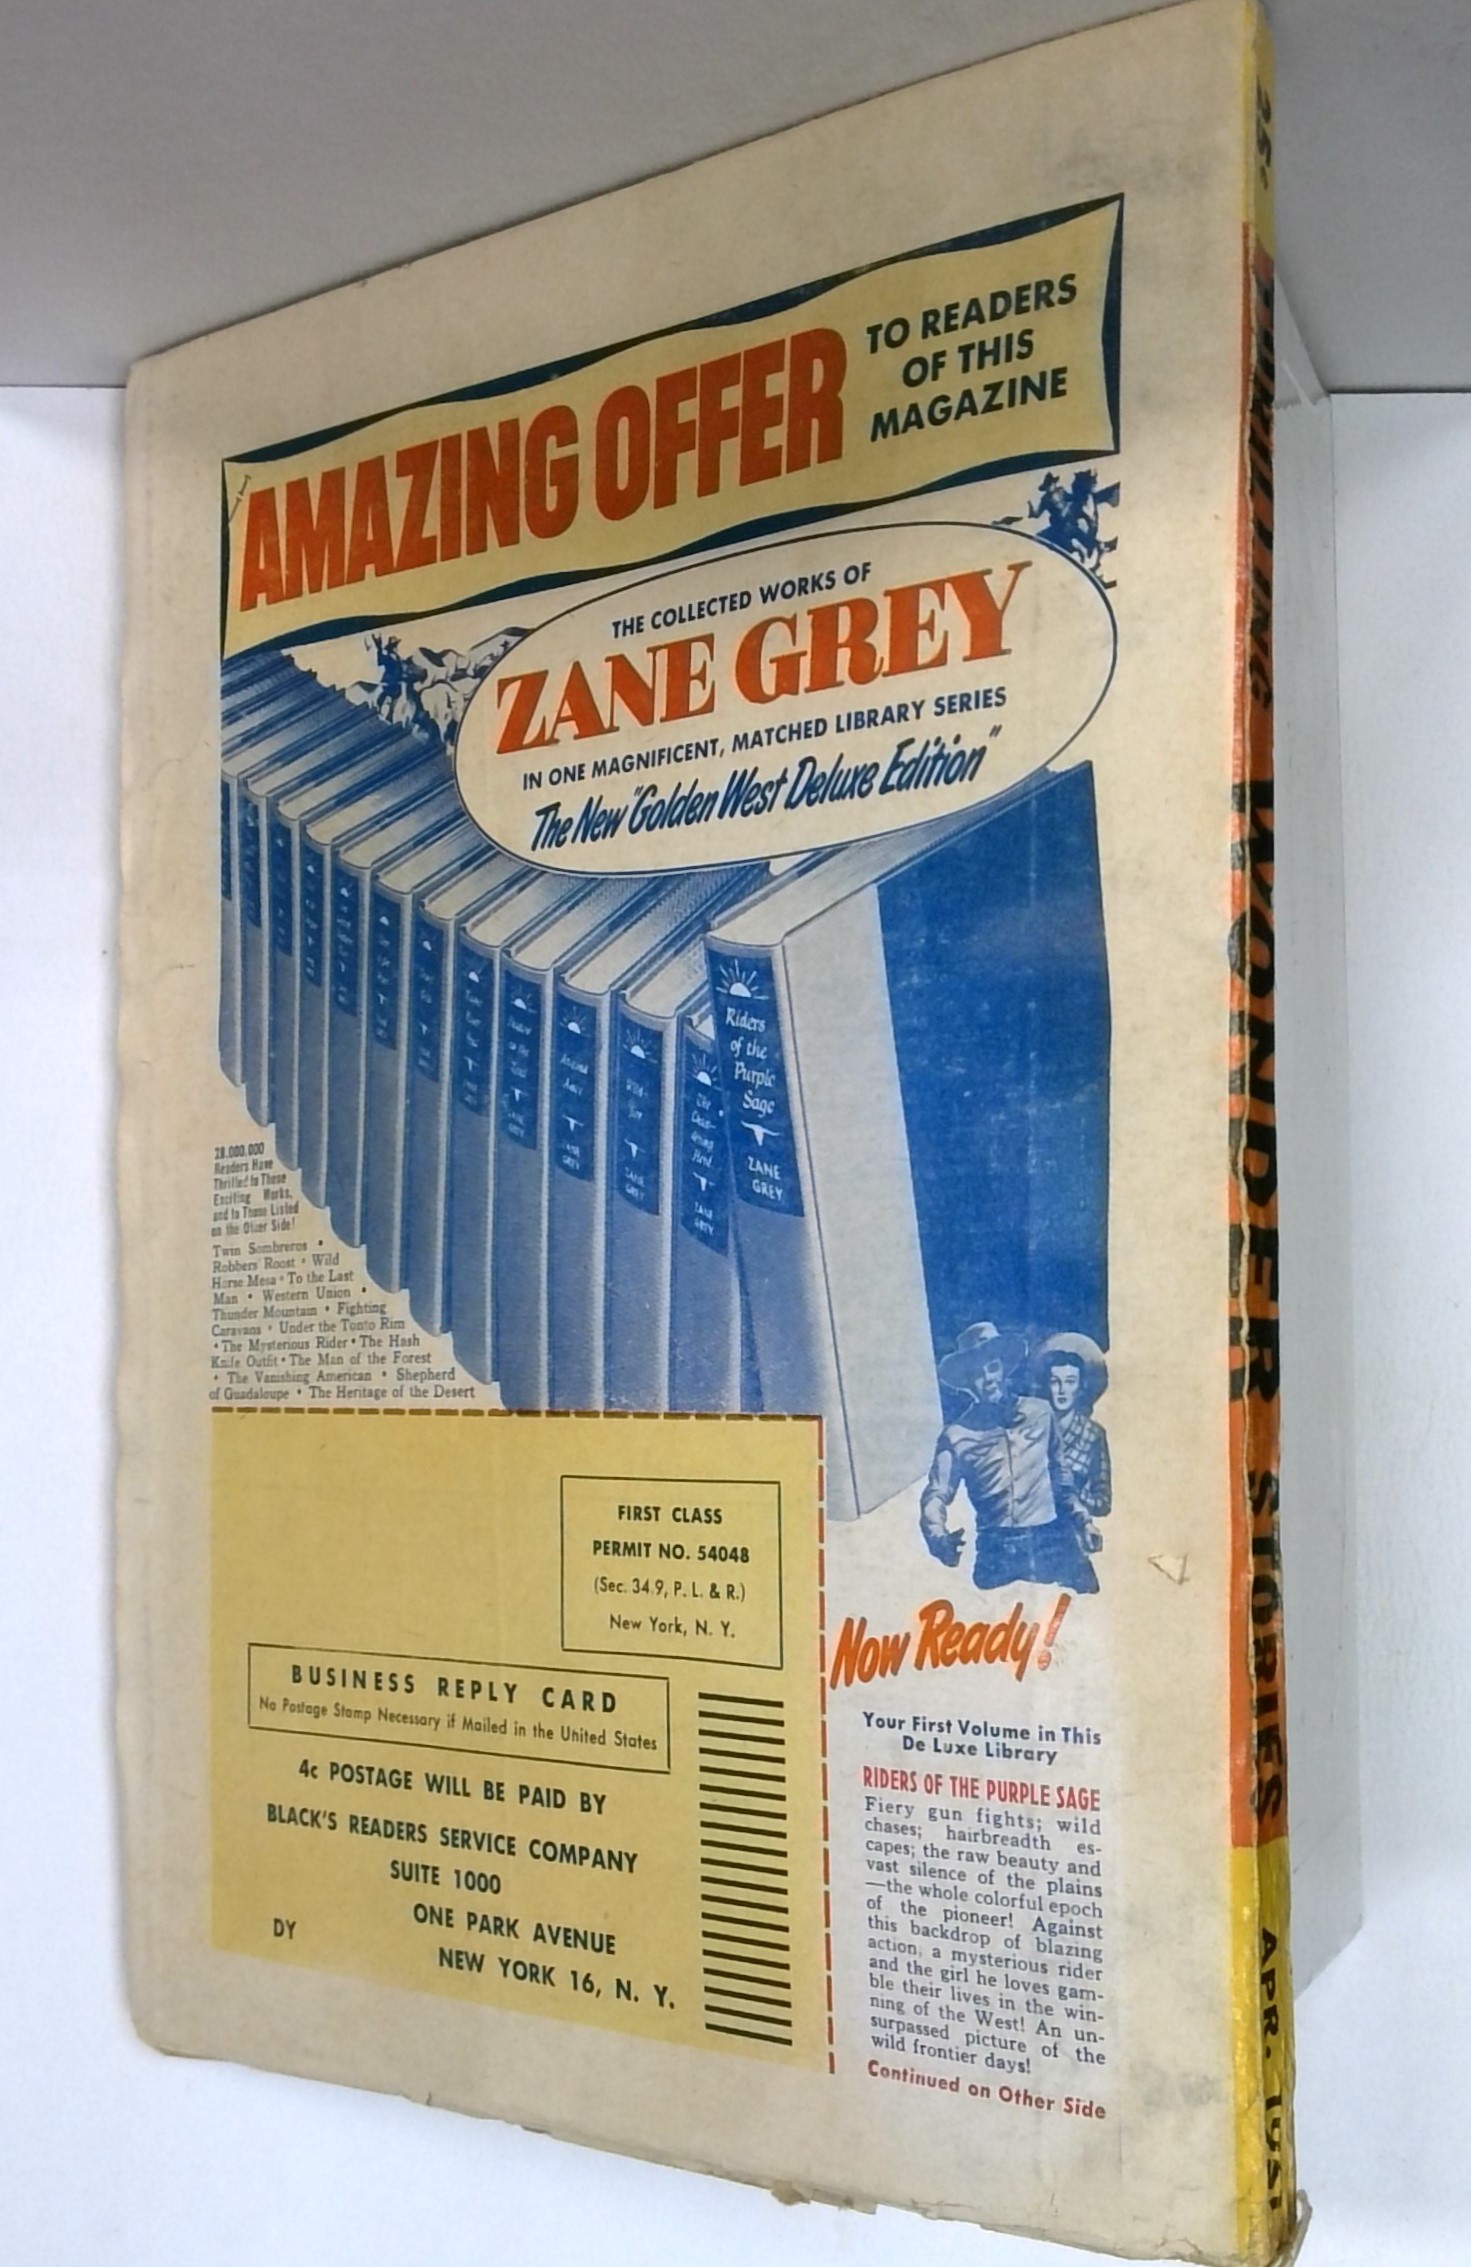 AMAZING OFFER
TO READERS
OF THIS
MAGAZINE
THE COLLECTED WORKS OF
ZANE GREY
IN ONE MAGNIFICENT, MATCHED LIBRARY SERIES
The New "Golden West Deluxe Edition"
Riders
of the
Purple
Sage
ZANE
GREY
Wild-
fire
ZANE
GREY
The
ZANE
GREY
28,000,000
Readers Have
Thrilled to These
Exciting Works,
and to Those Listed
on the Other Side!
Twin Sombreros •
Robbers' Roost • Wild
Horse Mesa • To the Last
Man • Western Union •
Thunder Mountain • Fighting
Caravans • Under the Tonto Rim
• The Mysterious Rider • The Hash
Knife Outfit • The Man of the Forest
• The Vanishing American • Shepherd
of Guadaloupe • The Heritage of the Desert
FIRST CLASS
PERMIT NO. 54048
(Sec. 34.9, P. L. & R.)
New York, N. Y.
BUSINESS REPLY CARD
No Postage Stamp Necessary if Mailed in the United States
4c POSTAGE WILL BE PAID BY
BLACK'S READERS SERVICE COMPANY
SUITE 1000
ONE PARK AVENUE
DY
NEW YORK 16, N. Y.
Now Ready!
Your First Volume in This
De Luxe Library
RIDERS OF THE PURPLE SAGE
Fiery gun fights; wild
chases; hairbreadth es-
capes; the raw beauty and
vast silence of the plains
—the whole colorful epoch
of the pioneer! Against
this backdrop of blazing
action, a mysterious rider
and the girl he loves gam-
ble their lives in the win-
ning of the West! An un-
surpassed picture of the
wild frontier days!
Continued on Other Side
25c THRILLING WONDER STORIES APR. 1951